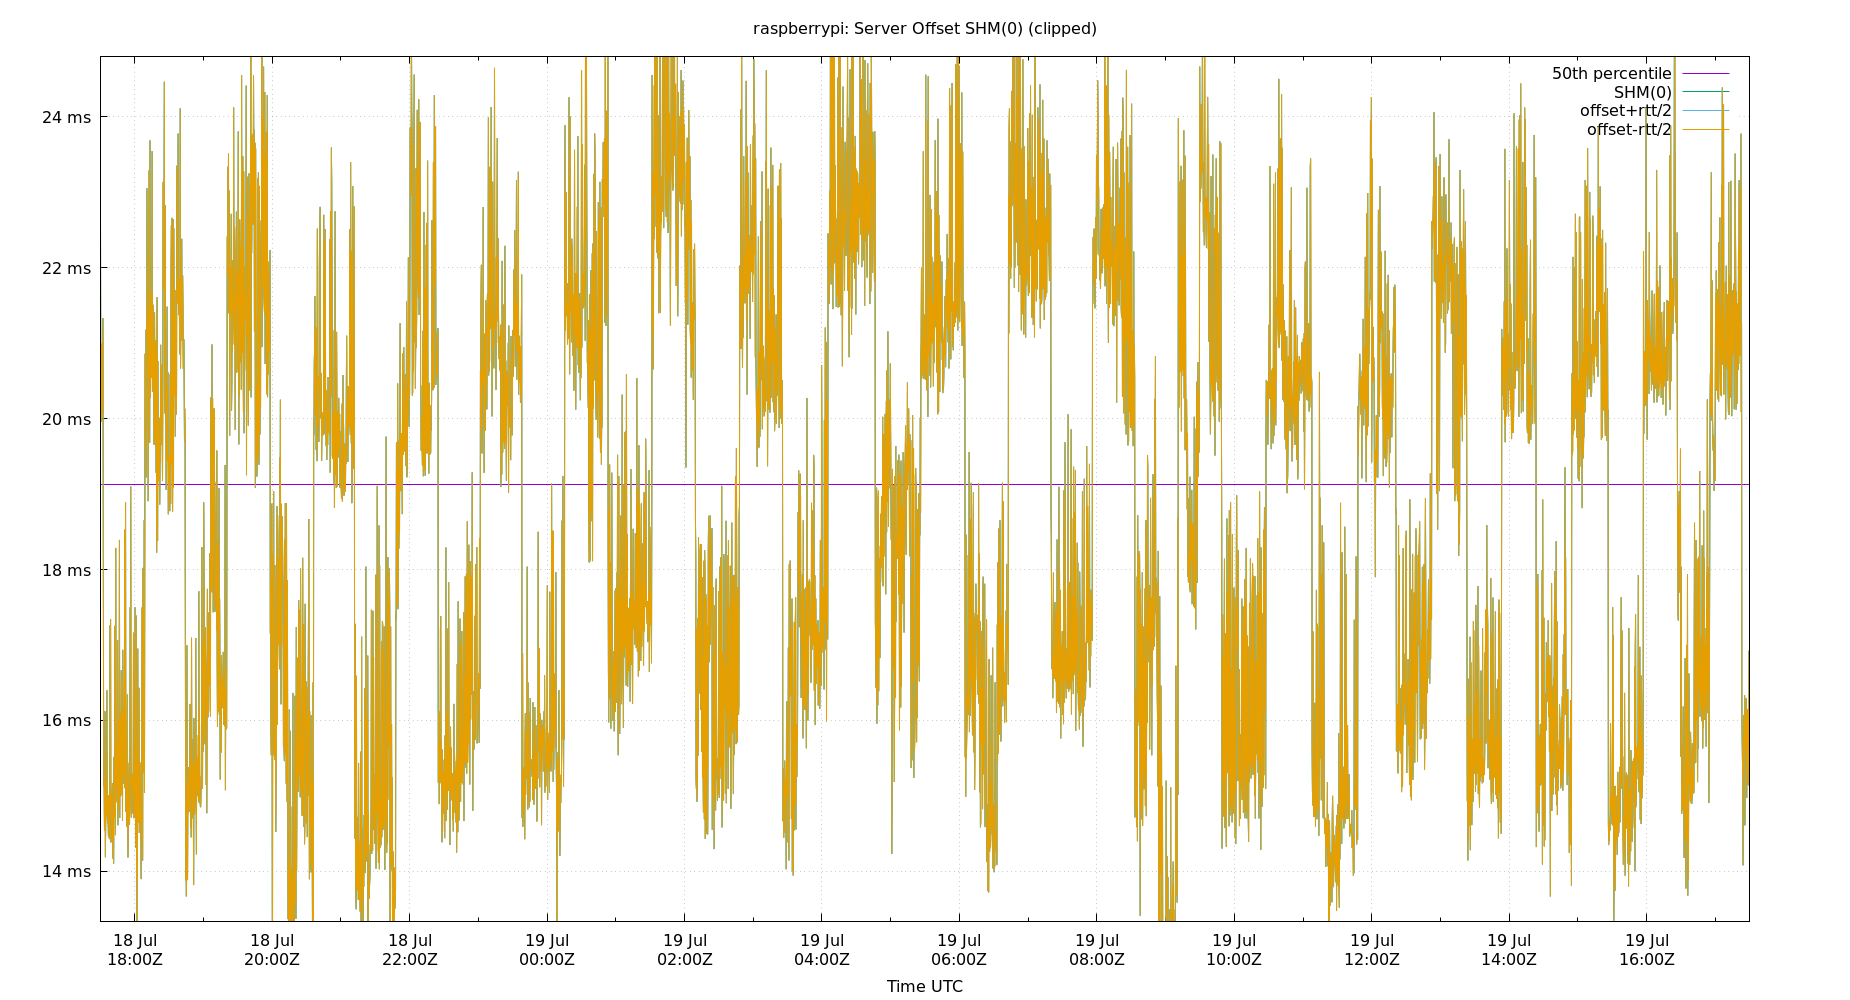 raspberrypi: Server Offset SHM(0) (clipped)
50th percentile
SHM(0)
offset+rtt/2
offset-rtt/2
24 ms
22 ms
20 ms
18 ms
16 ms
14 ms
18 Jul 18 Jul 18 Jul 19 Jul 19 Jul 19 Jul 19 Jul 19 Jul 19 Jul 19 Jul 19 Jul 19 Jul
18:00Z 20:00Z 22:00Z 00:00Z 02:00Z 04:00Z 06:00Z 08:00Z 10:00Z 12:00Z 14:00Z 16:00Z
Time UTC